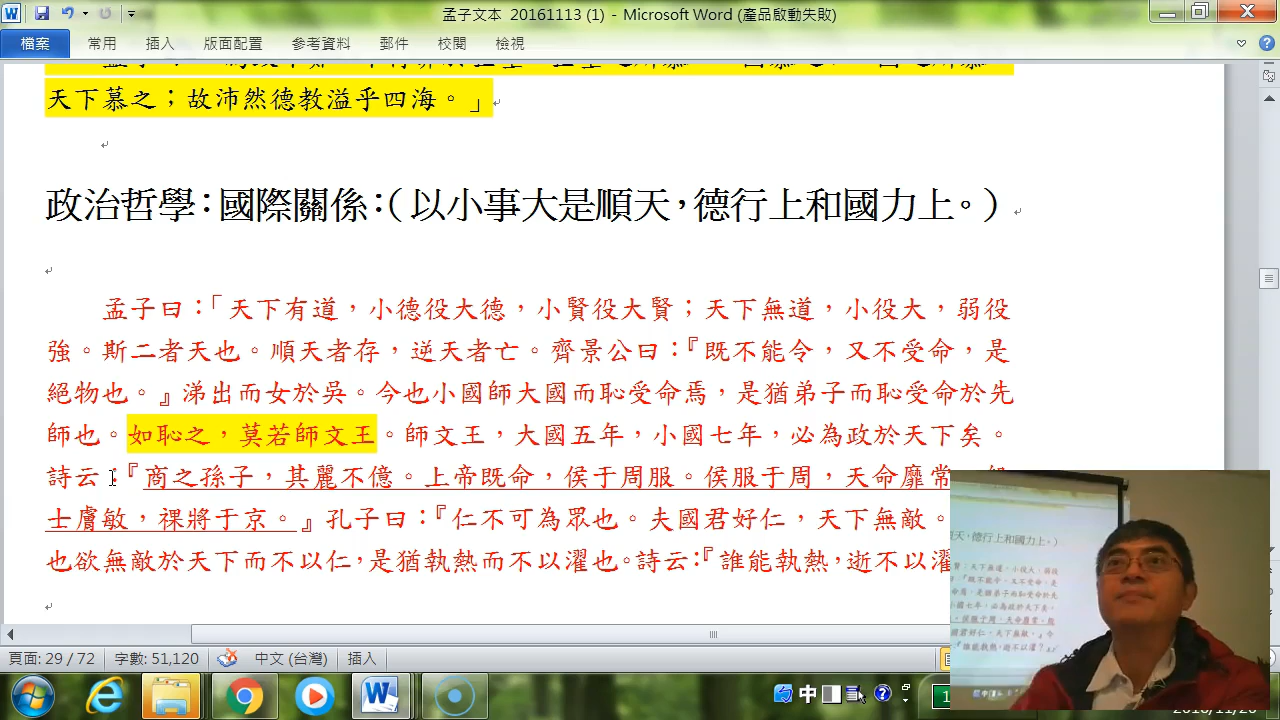 孟子文本 20161113 (1) - Microsoft Word (產品啟動失敗)
檔案 常用 插入 版面配置 參考資料 郵件 校閱 檢視
天下慕之；故沛然德教溢乎四海。」
政治哲學：國際關係：（以小事大是順天，德行上和國力上。）
孟子曰：「天下有道，小德役大德，小賢役大賢；天下無道，小役大，弱役
強。斯二者天也。順天者存，逆天者亡。齊景公曰：『既不能令，又不受命，是
絕物也。』涕出而女於吳。今也小國師大國而恥受命焉，是猶弟子而恥受命於先
師也。如恥之，莫若師文王。師文王，大國五年，小國七年，必為政於天下矣。
詩云：『商之孫子，其麗不億。上帝既命，侯于周服。侯服于周，天命靡常。
士膚敏，祼將于京。』孔子曰：『仁不可為眾也。夫國君好仁，天下無敵。
也欲無敵於天下而不以仁，是猶執熱而不以濯也。詩云：『誰能執熱，逝不以濯
頁面: 29 / 72 字數: 51,120 中文 (台灣) 插入
中